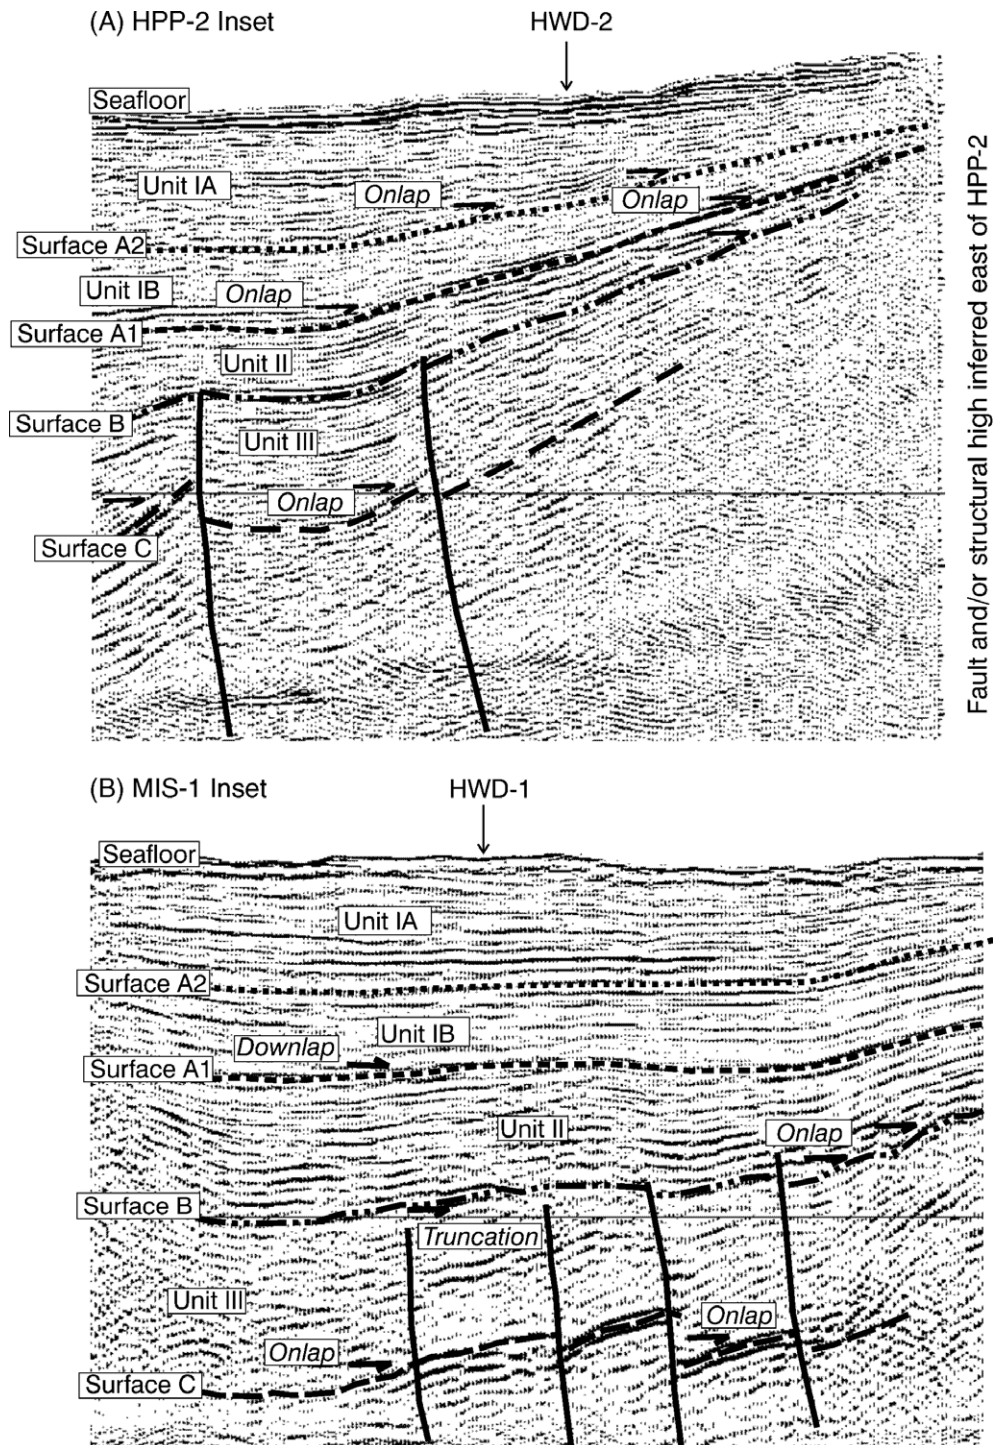 (A) HPP-2 Inset
HWD-2
Seafloor
Unit IA
Onlap
Onlap
Surface A2
Unit IB
Onlap
Surface A1
Unit II
Surface B
Unit III
Onlap
Surface C
Fault and/or structural high inferred east of HPP-2
(B) MIS-1 Inset
HWD-1
Seafloor
Unit IA
Surface A2
Unit IB
Downlap
Surface A1
Unit II
Onlap
Surface B
Truncation
Unit III
Onlap
Onlap
Surface C